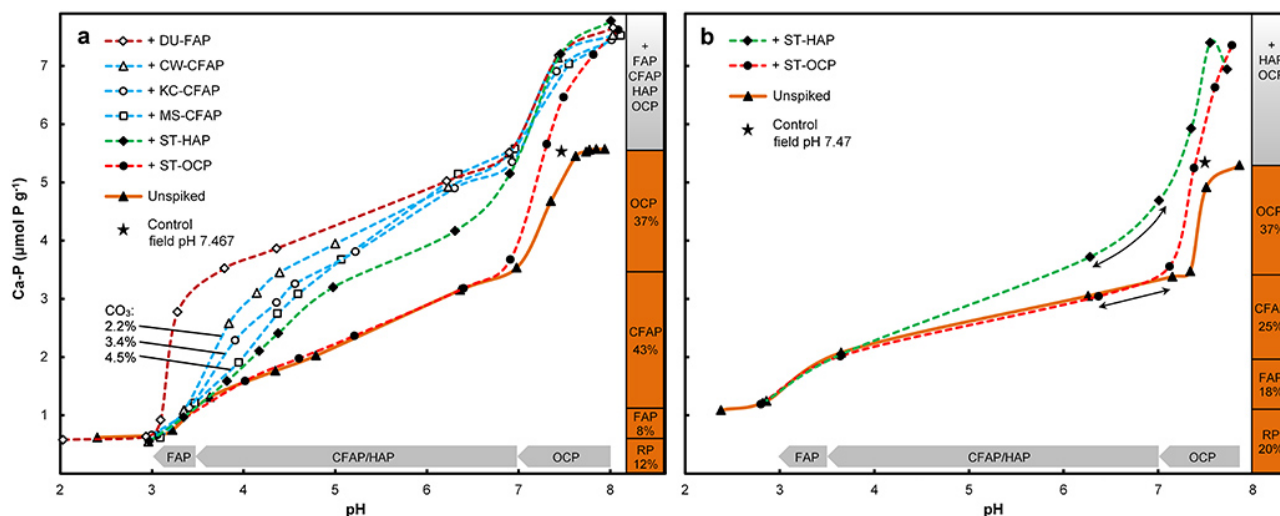 a
+ DU-FAP
+ CW-CFAP
+ KC-CFAP
+ MS-CFAP
+ ST-HAP
+ ST-OCP
Unspiked
Control
field pH 7.467
CO₃:
2.2%
3.4%
4.5%
Ca-P (µmol P g⁻¹)
7
6
5
4
3
2
1
2
3
4
5
6
7
8
pH
FAP
CFAP/HAP
OCP
+
FAP
CFAP
HAP
OCP
OCP
37%
CFAP
43%
FAP
8%
RP
12%
b
+ ST-HAP
+ ST-OCP
Unspiked
Control
field pH 7.47
2
3
4
5
6
7
8
pH
FAP
CFAP/HAP
OCP
+
HAP
OCP
OCP
37%
CFAP
25%
FAP
18%
RP
20%